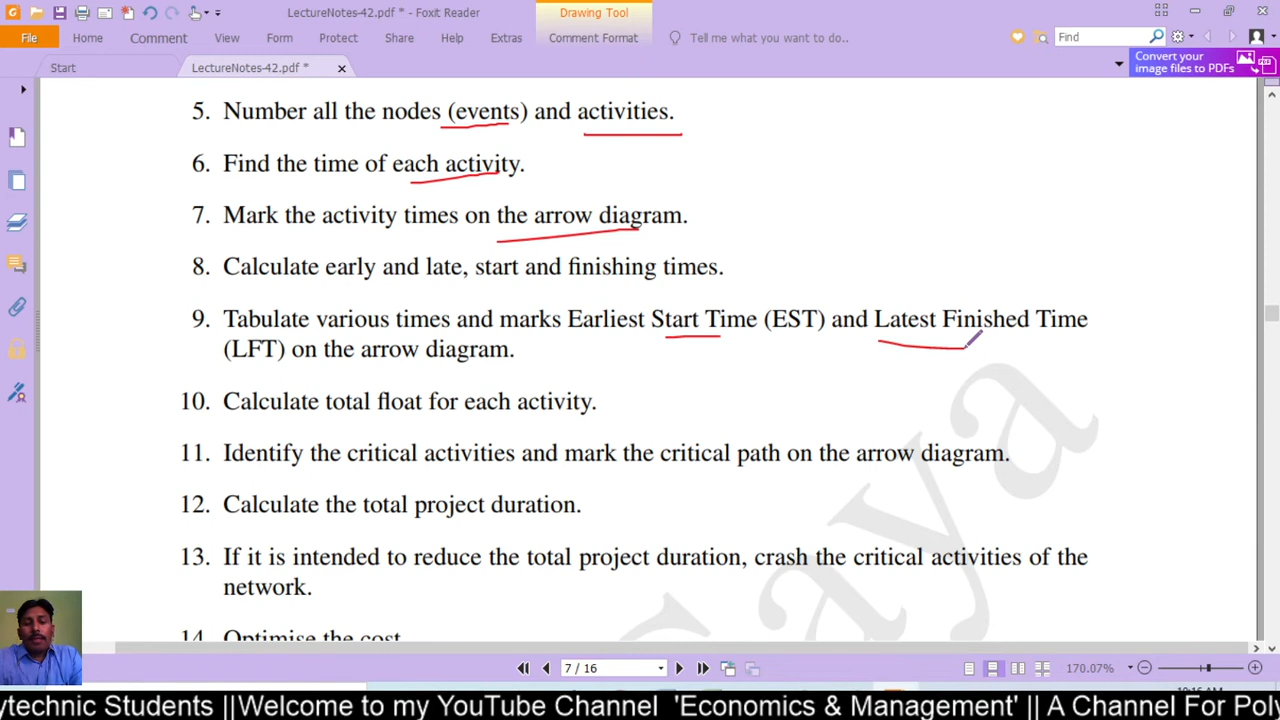 LectureNotes-42.pdf * - Foxit Reader
Drawing Tool
File Home Comment View Form Protect Share Help Extras Comment Format Tell me what you want to do.. Find
Start LectureNotes-42.pdf * Convert your
image files to PDFs
5. Number all the nodes (events) and activities.
6. Find the time of each activity.
7. Mark the activity times on the arrow diagram.
8. Calculate early and late, start and finishing times.
9. Tabulate various times and marks Earliest Start Time (EST) and Latest Finished Time
(LFT) on the arrow diagram.
10. Calculate total float for each activity.
11. Identify the critical activities and mark the critical path on the arrow diagram.
12. Calculate the total project duration.
13. If it is intended to reduce the total project duration, crash the critical activities of the
network.
14. Optimise the cost.
aya
7 / 16 170.07%
ytechnic Students ||Welcome to my YouTube Channel 'Economics & Management' || A Channel For Pol